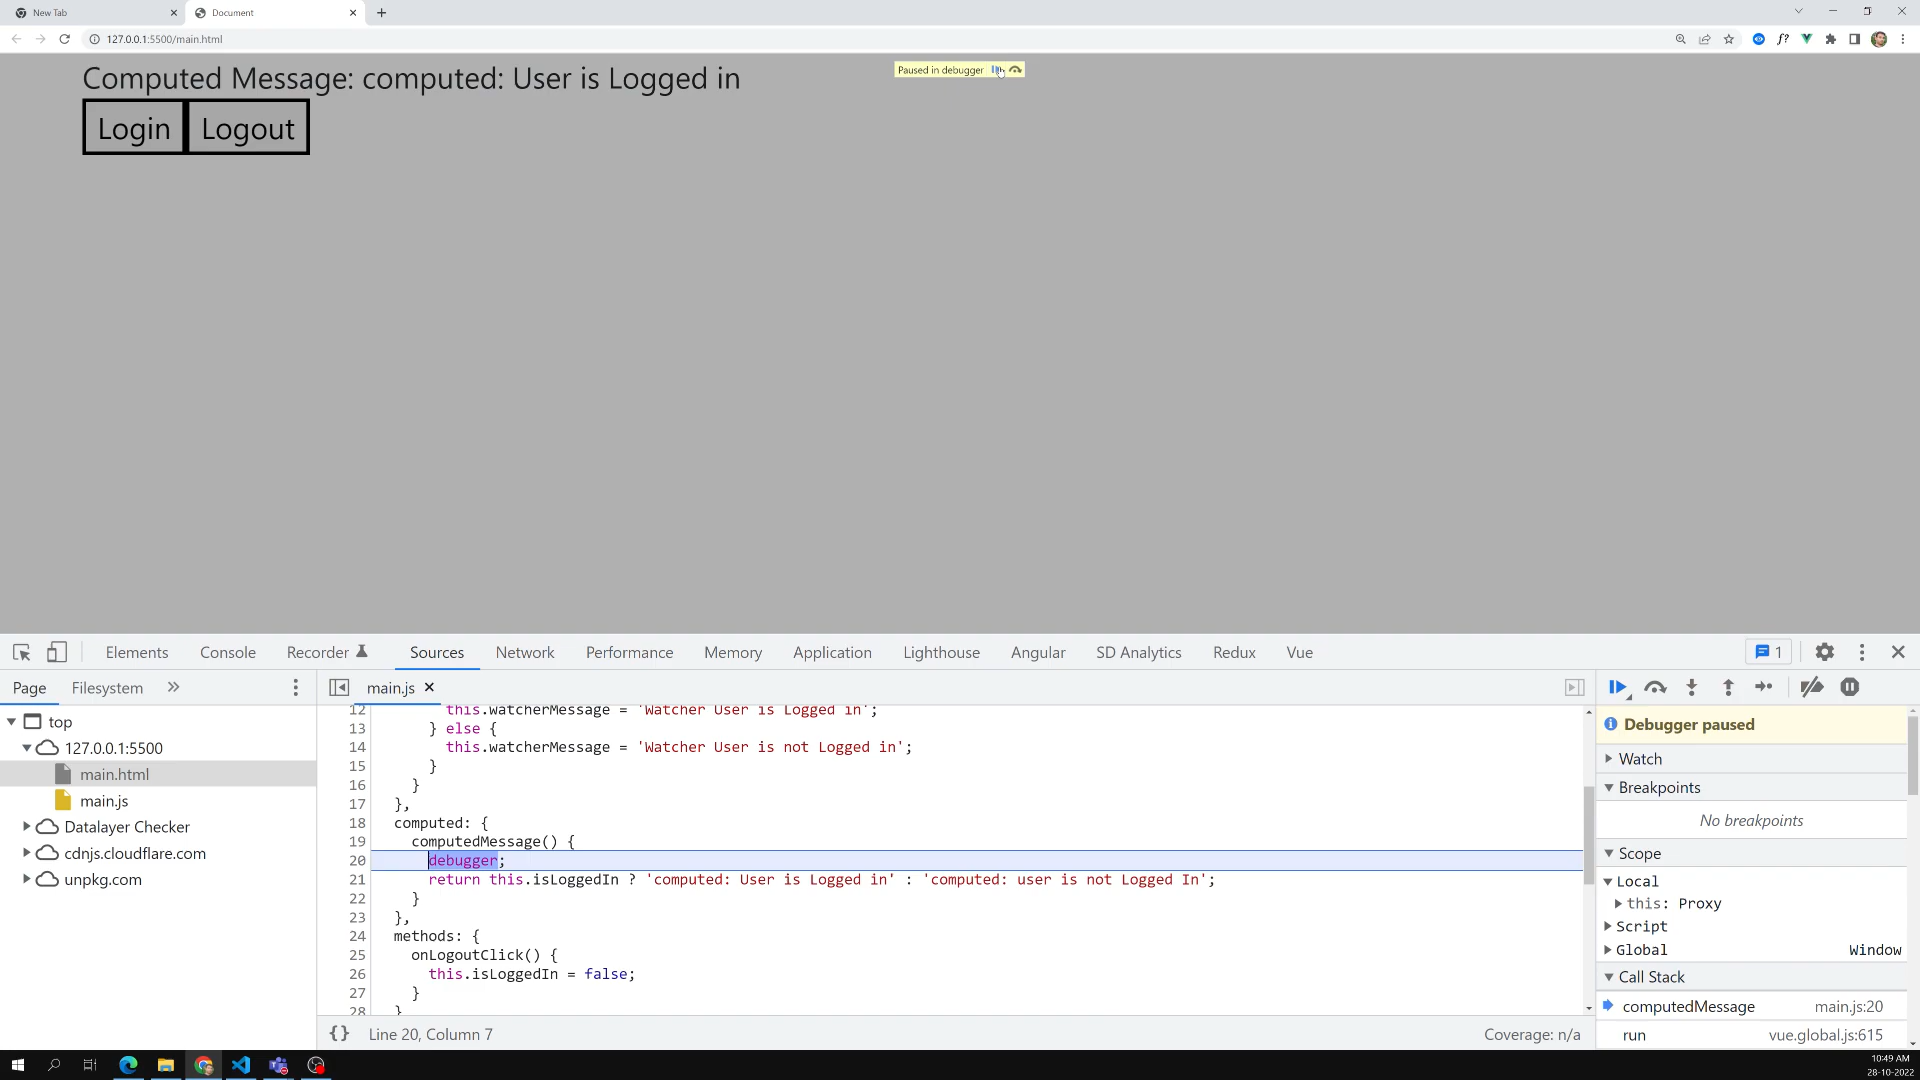 New Tab
Document
127.0.0.1:5500/main.html
f?
Computed Message: computed: User is Logged in
Paused in debugger
Login Logout
Elements Console Recorder Sources Network Performance Memory Application Lighthouse Angular SD Analytics Redux Vue 1
Page Filesystem
main.js
top
127.0.0.1:5500
main.html
main.js
Datalayer Checker
cdnjs.cloudflare.com
unpkg.com
12 this.watcherMessage = 'Watcher User is Logged in';
13 } else {
14 this.watcherMessage = 'Watcher User is not Logged in';
15 }
16 }
17 },
18 computed: {
19 computedMessage() {
20 debugger;
21 return this.isLoggedIn ? 'computed: User is Logged in' : 'computed: user is not Logged In';
22 }
23 },
24 methods: {
25 onLogoutClick() {
26 this.isLoggedIn = false;
27 }
28 }
{} Line 20, Column 7
Coverage: n/a
Debugger paused
Watch
Breakpoints
No breakpoints
Scope
Local
this: Proxy
Script
Global Window
Call Stack
computedMessage main.js:20
run vue.global.js:615
10:49 AM
28-10-2022